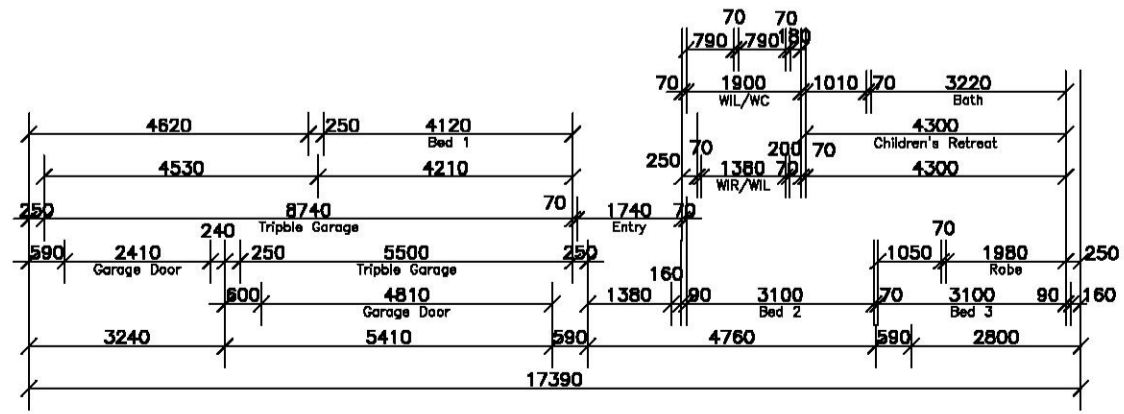 70 70
790 790 180
70 1900 1010 70 3220
WIL/WC Bath
4620 250 4120 4300
Bed 1 Children's Retreat
70 200 70
4530 4210 250 1380 70 4300
WIR/WIL
250 8740 70 1740 70
Tripble Garage Entry
240 70
590 2410 250 5500 250 1050 1980 250
Garage Door Tripble Garage Robe
160
600 4810 1380 90 3100 70 3100 90 160
Garage Door Bed 2 Bed 3
3240 5410 590 4760 590 2800
17390